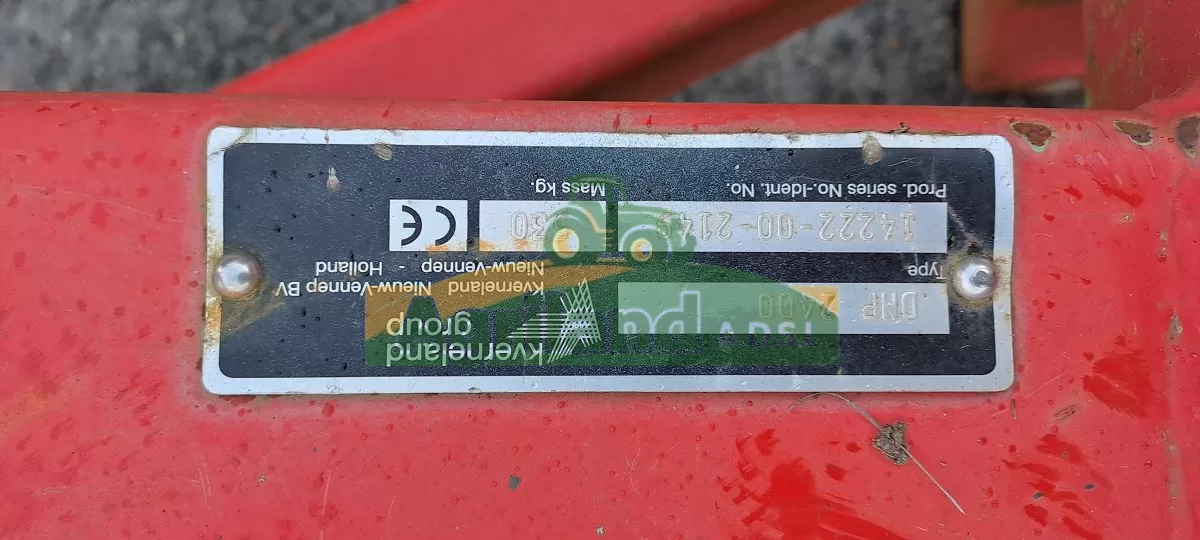 kverneland
group
DMP 2400
Type
Kverneland Nieuw-Vennep BV
Nieuw-Vennep - Holland
14222-00-214
Prod. series No-Ident. No.
Mass kg.
CE